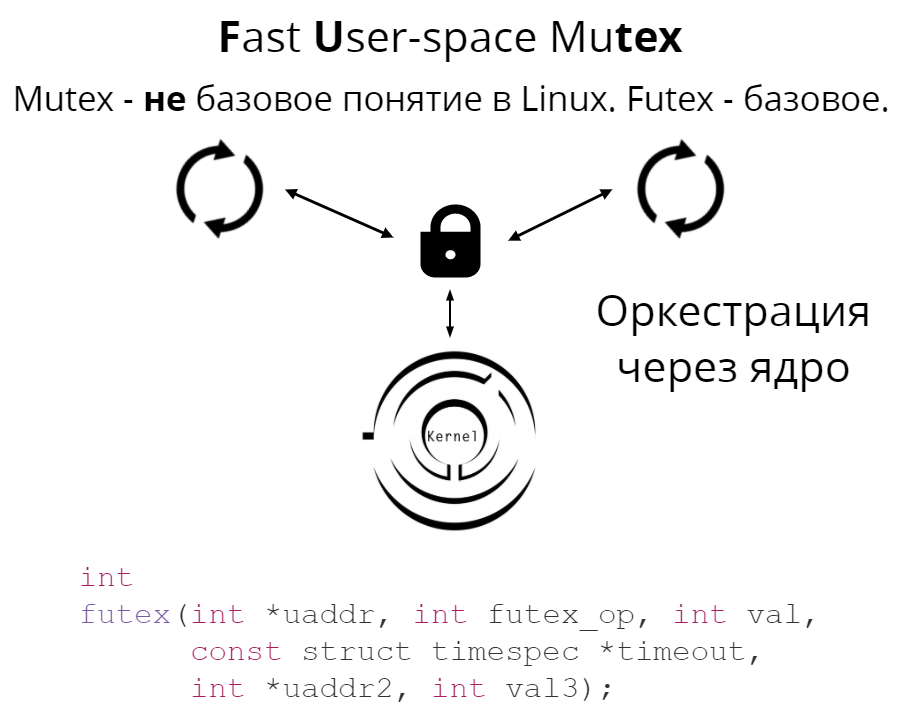 Fast User-space Mutex
Mutex - не базовое понятие в Linux. Futex - базовое.
Оркестрация
через ядро
Kernel
int
futex(int *uaddr, int futex_op, int val,
const struct timespec *timeout,
int *uaddr2, int val3);